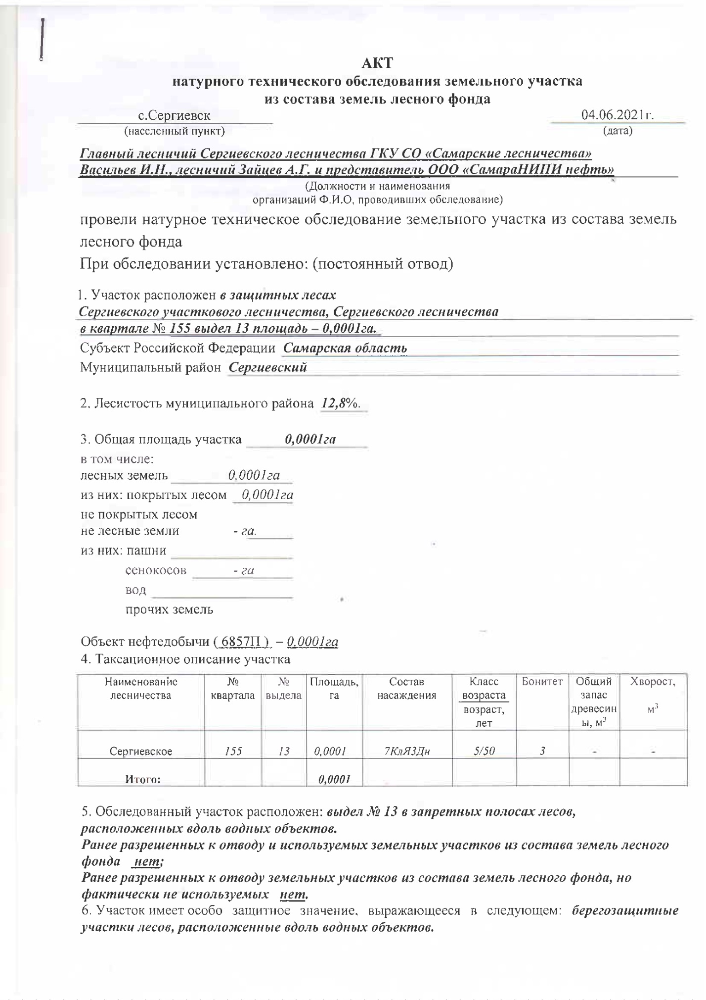 АКТ
натурного технического обследования земельного участка
из состава земель лесного фонда
с.Сергиевск 04.06.2021г.
(населенный пункт) (дата)
Главный лесничий Сергиевского лесничества ГКУ СО «Самарские лесничества»
Васильев И.Н., лесничий Зайцев А.Г. и представитель ООО «СамараНИПИ нефть»
(Должности и наименования
организаций Ф.И.О, проводивших обследование)
провели натурное техническое обследование земельного участка из состава земель
лесного фонда
При обследовании установлено: (постоянный отвод)
1. Участок расположен в защитных лесах
Сергиевского участкового лесничества, Сергиевского лесничества
в квартале № 155 выдел 13 площадь – 0,0001га.
Субъект Российской Федерации Самарская область
Муниципальный район Сергиевский
2. Лесистость муниципального района 12,8%.
3. Общая площадь участка 0,0001га
в том числе:
лесных земель 0,0001га
из них: покрытых лесом 0,0001га
не покрытых лесом
не лесные земли - га.
из них: пашни
сенокосов - га
вод
прочих земель
Объект нефтедобычи ( 6857П ) – 0,0001га
4. Таксационное описание участка
Наименование № № Площадь, Состав Класс Бонитет Общий Хворост,
лесничества квартала выдела га насаждения возраста запас
возраст, древесин м³
лет ы, м³
Сергиевское 155 13 0,0001 7КлЯ3Дн 5/50 3 - -
Итого: 0,0001
5. Обследованный участок расположен: выдел № 13 в запретных полосах лесов,
расположенных вдоль водных объектов.
Ранее разрешенных к отводу и используемых земельных участков из состава земель лесного
фонда нет;
Ранее разрешенных к отводу земельных участков из состава земель лесного фонда, но
фактически не используемых нет.
6. Участок имеет особо защитное значение, выражающееся в следующем: берегозащитные
участки лесов, расположенные вдоль водных объектов.